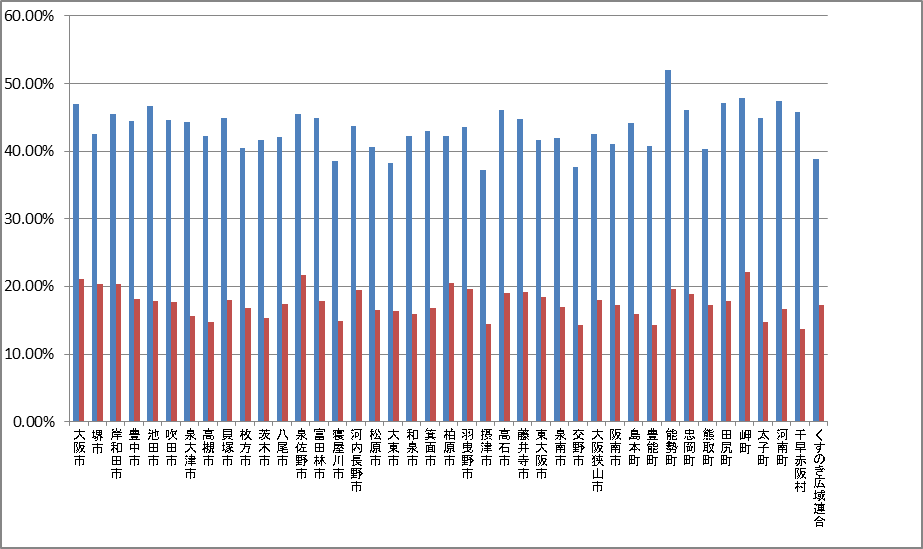 60.00%
50.00%
40.00%
30.00%
20.00%
10.00%
0.00%
大阪市
堺市
岸和田市
豊中市
池田市
吹田市
泉大津市
高槻市
貝塚市
枚方市
茨木市
八尾市
泉佐野市
富田林市
寝屋川市
河内長野市
松原市
大東市
和泉市
箕面市
柏原市
羽曳野市
摂津市
高石市
藤井寺市
東大阪市
泉南市
交野市
大阪狭山市
阪南市
島本町
豊能町
能勢町
忠岡町
熊取町
田尻町
岬町
太子町
河南町
千早赤阪村
くすのき広域連合